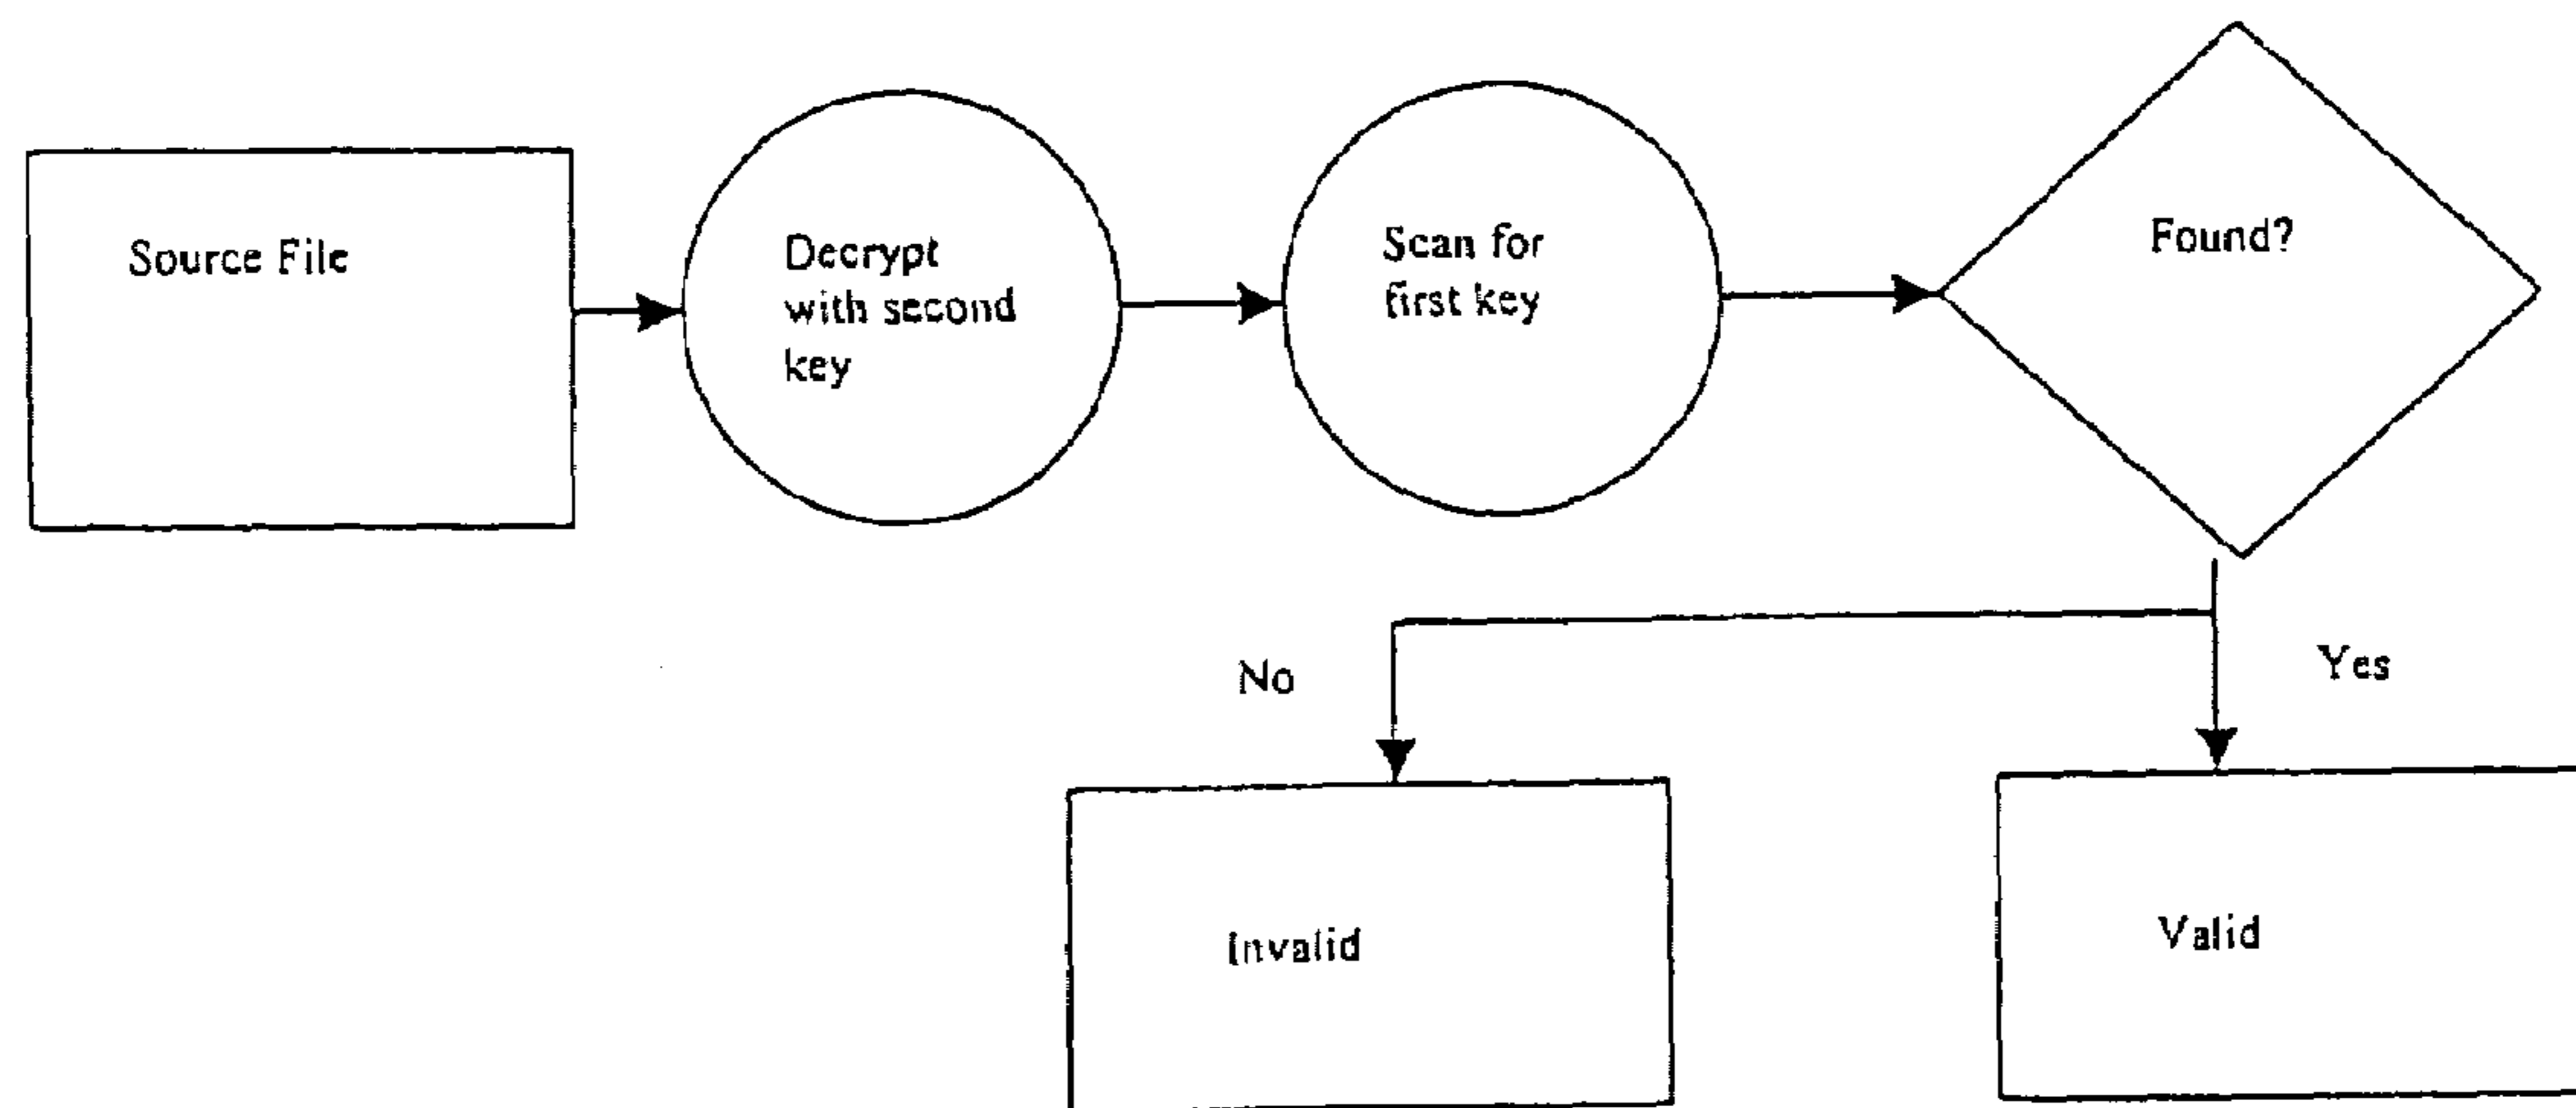 Source File
Decrypt
with second
key
Scan for
first key
Found?
No
Yes
Invalid
Valid